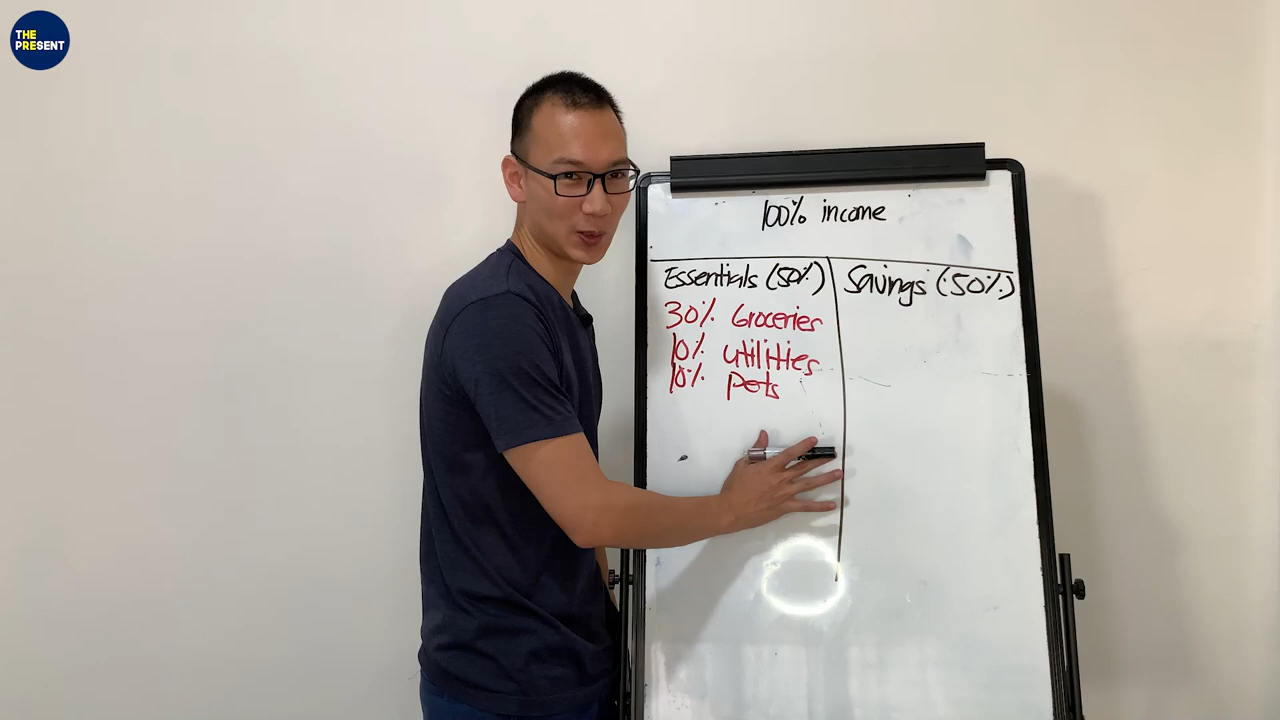 THE
PRESENT
100% income
Essentials (50%)
Savings (50%)
30% Groceries
10% utilities
10% pets